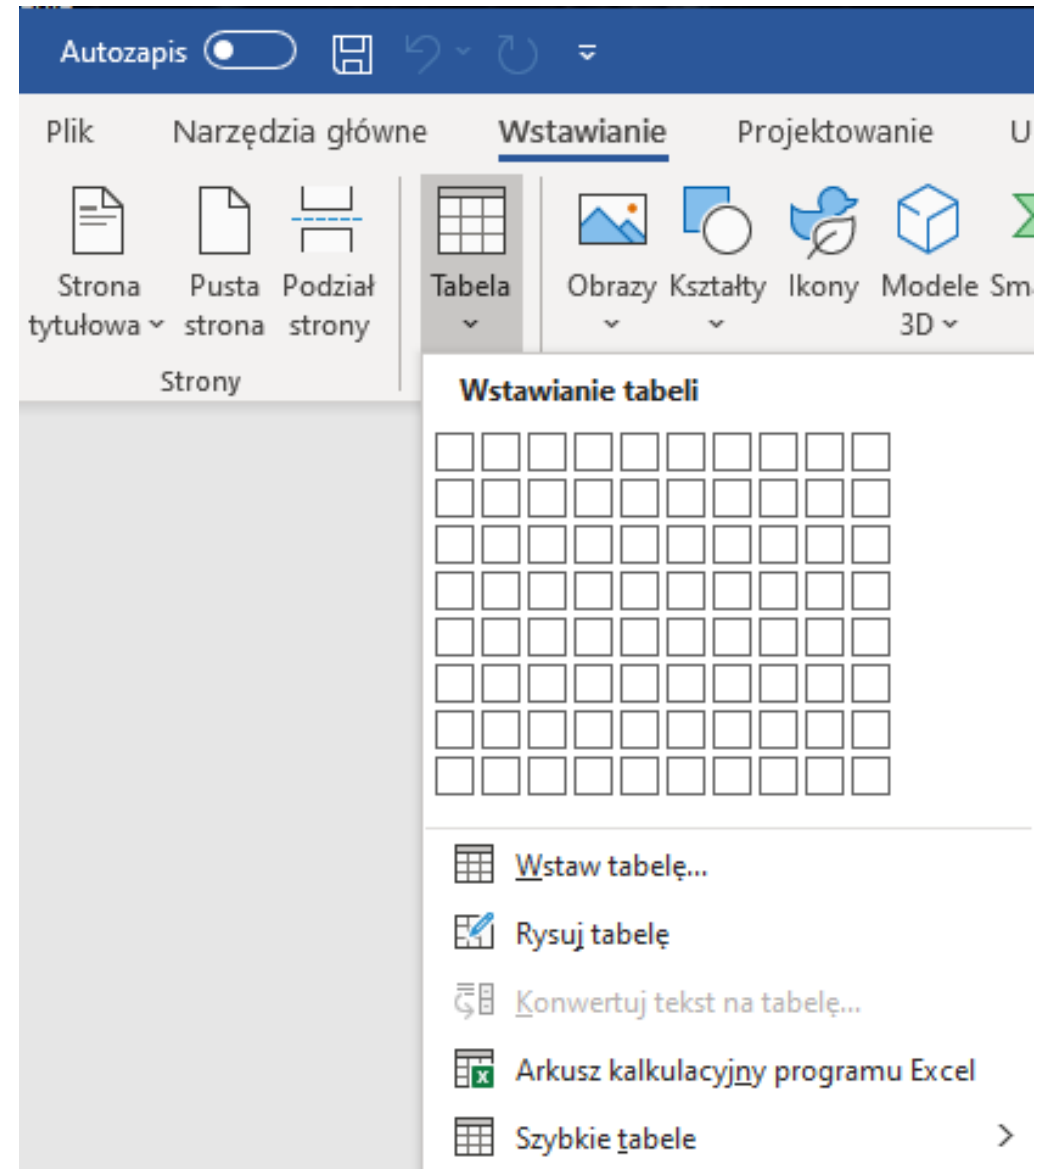 Autozapis
Plik Narzędzia główne Wstawianie Projektowanie U
Strona tytułowa
Pusta strona
Podział strony
Tabela
Obrazy
Kształty
Ikony
Modele 3D
Sm
Strony
Wstawianie tabeli
Wstaw tabelę...
Rysuj tabelę
Konwertuj tekst na tabelę...
Arkusz kalkulacyjny programu Excel
Szybkie tabele